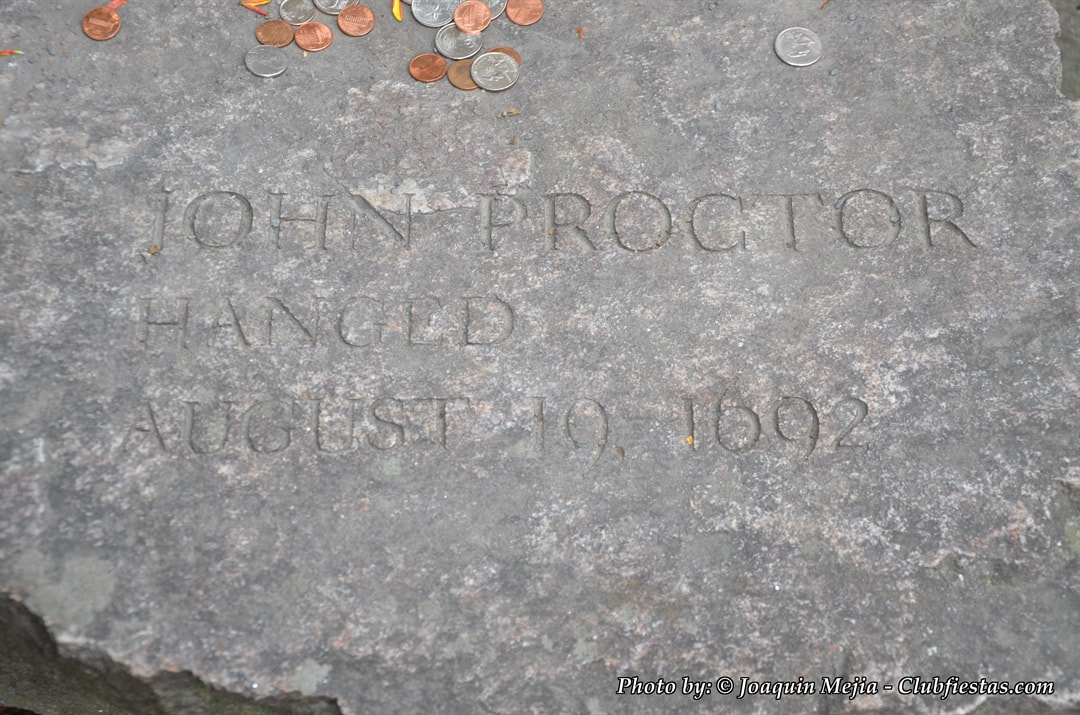 JOHN PROCTOR
HANGED
AUGUST 19, 1692
Photo by: © Joaquin Mejia - Clubfiestas.com